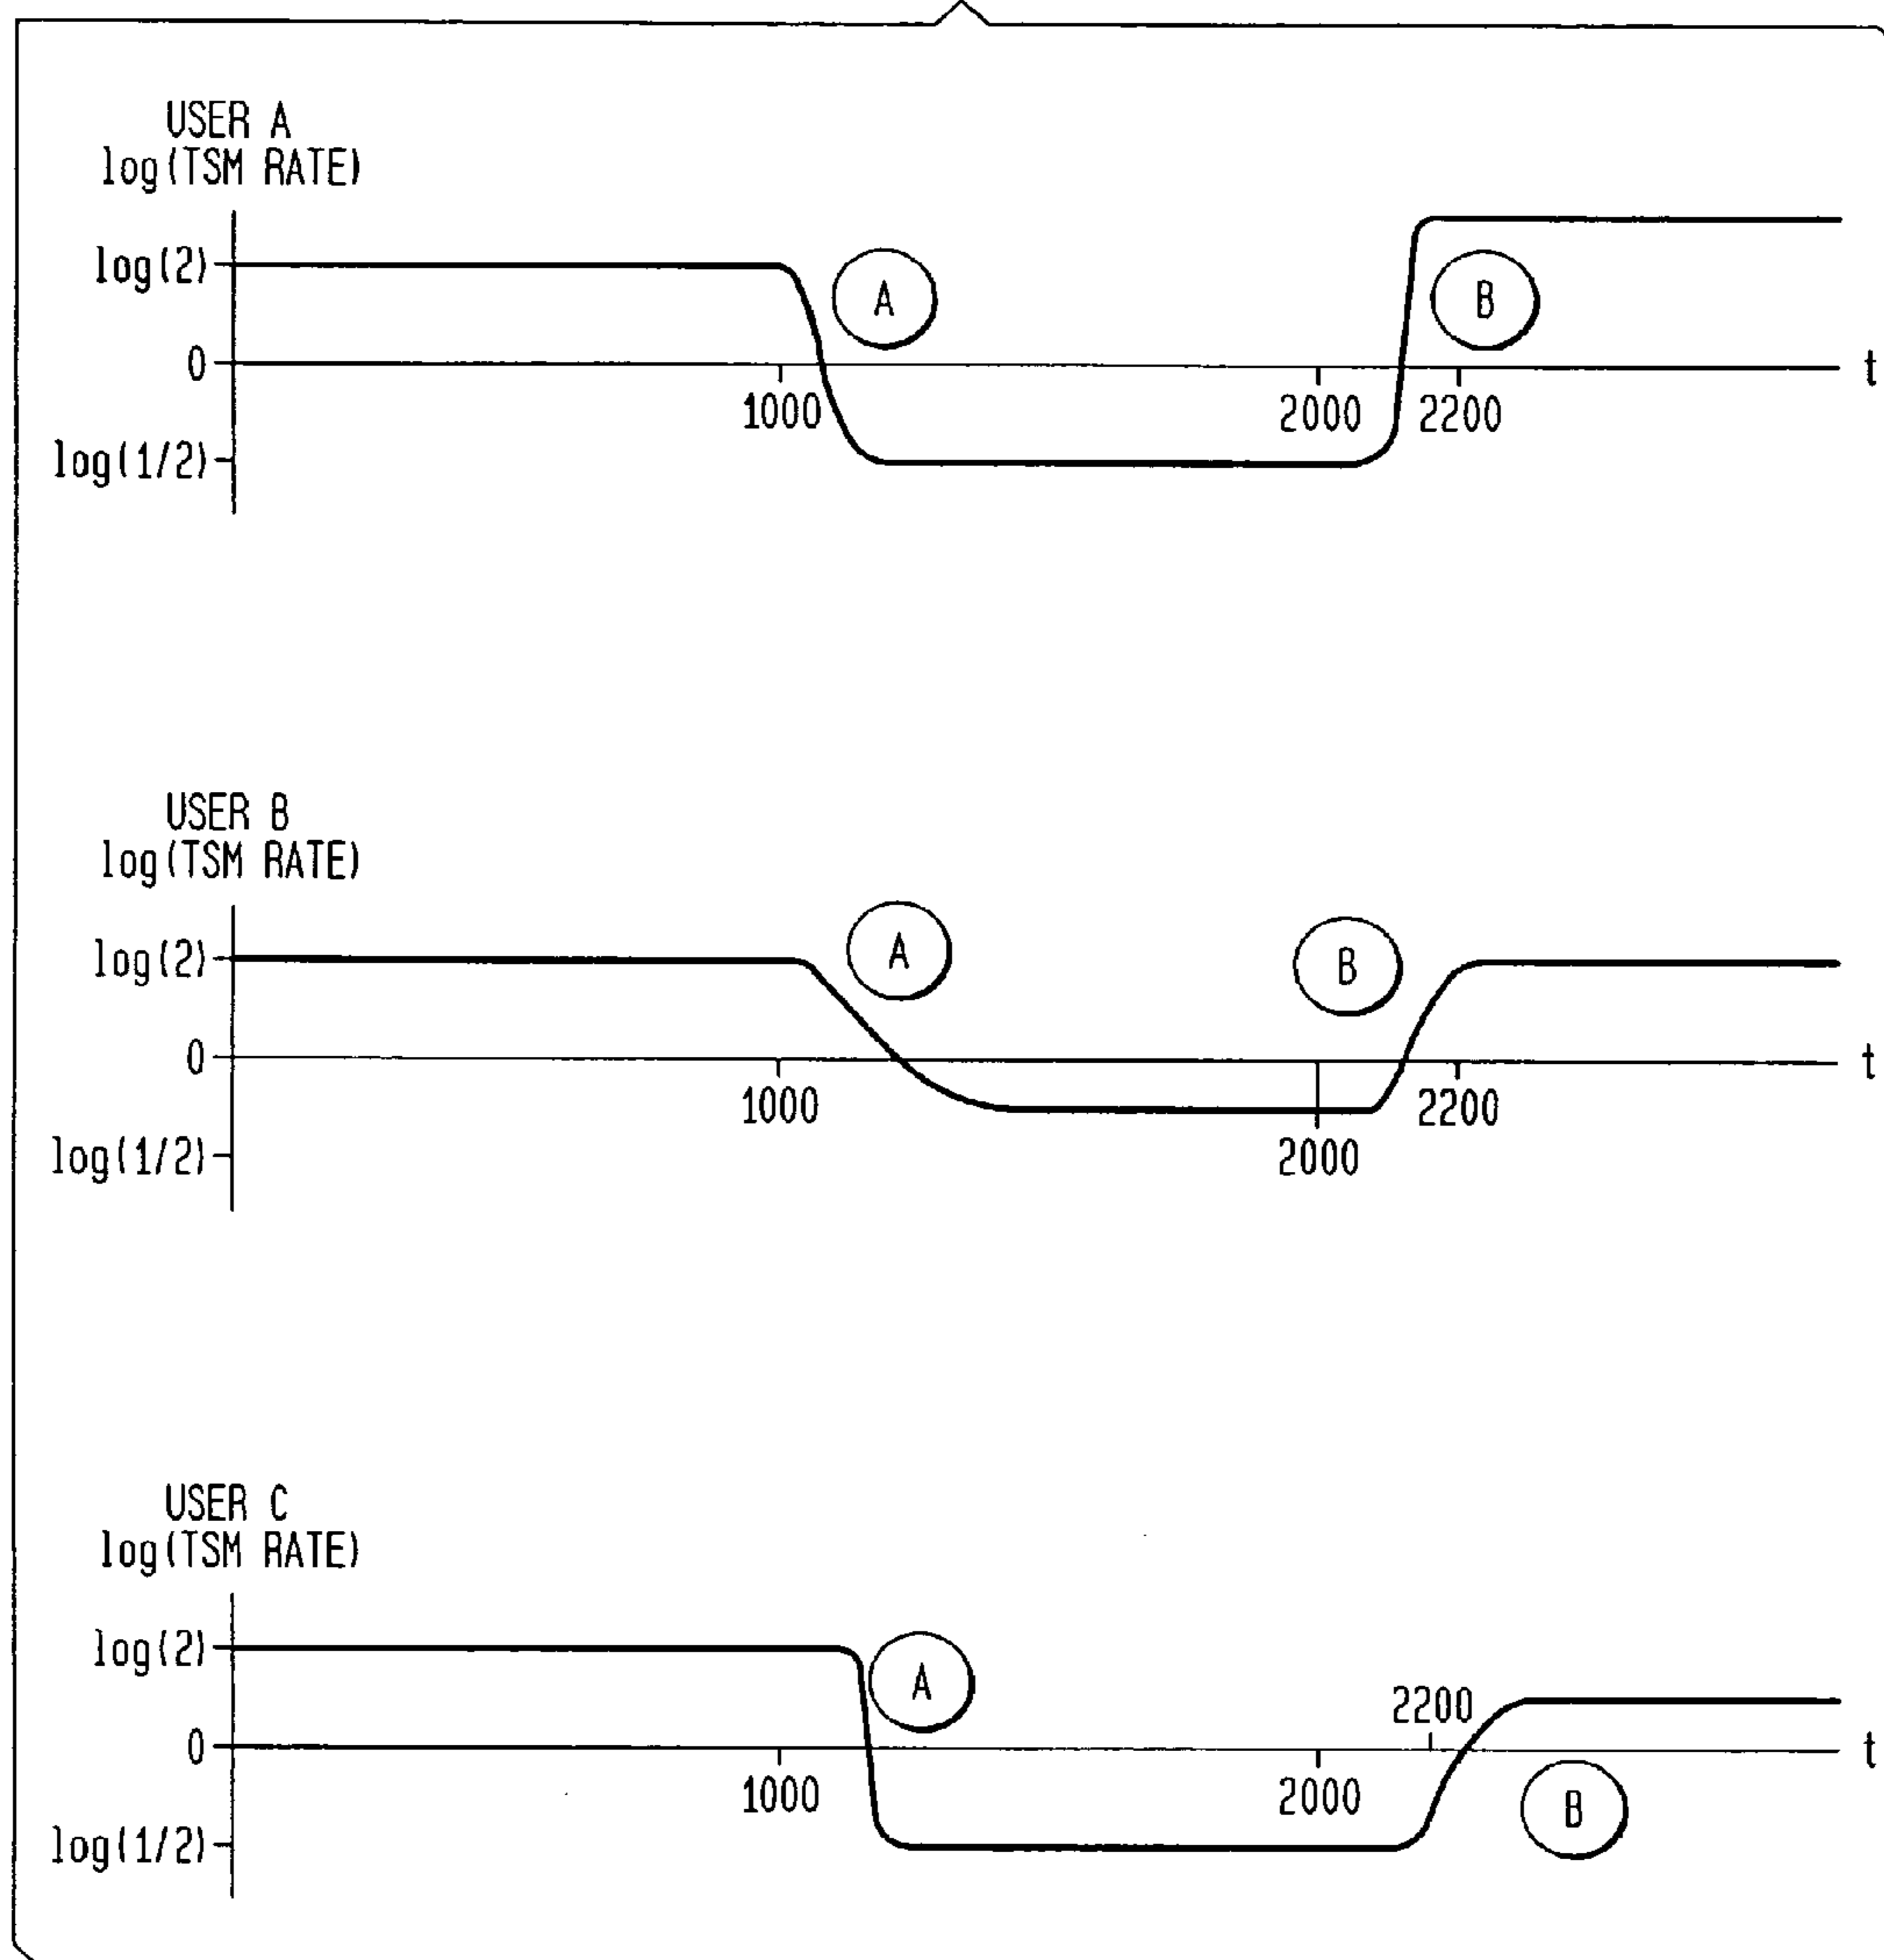 USER A
log(TSM RATE)
log(2)
A
B
0
t
1000
2000
2200
log(1/2)
USER B
log(TSM RATE)
A
B
log(2)
0
t
1000
2200
log(1/2)
2000
USER C
log(TSM RATE)
log(2)
A
2200
0
t
1000
2000
B
log(1/2)